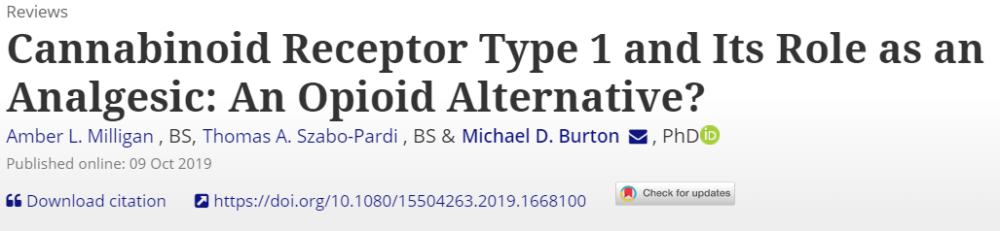 Reviews
Cannabinoid Receptor Type 1 and Its Role as an
Analgesic: An Opioid Alternative?
Amber L. Milligan , BS, Thomas A. Szabo-Pardi , BS & Michael D. Burton , PhD iD
Published online: 09 Oct 2019
Download citation https://doi.org/10.1080/15504263.2019.1668100 Check for updates